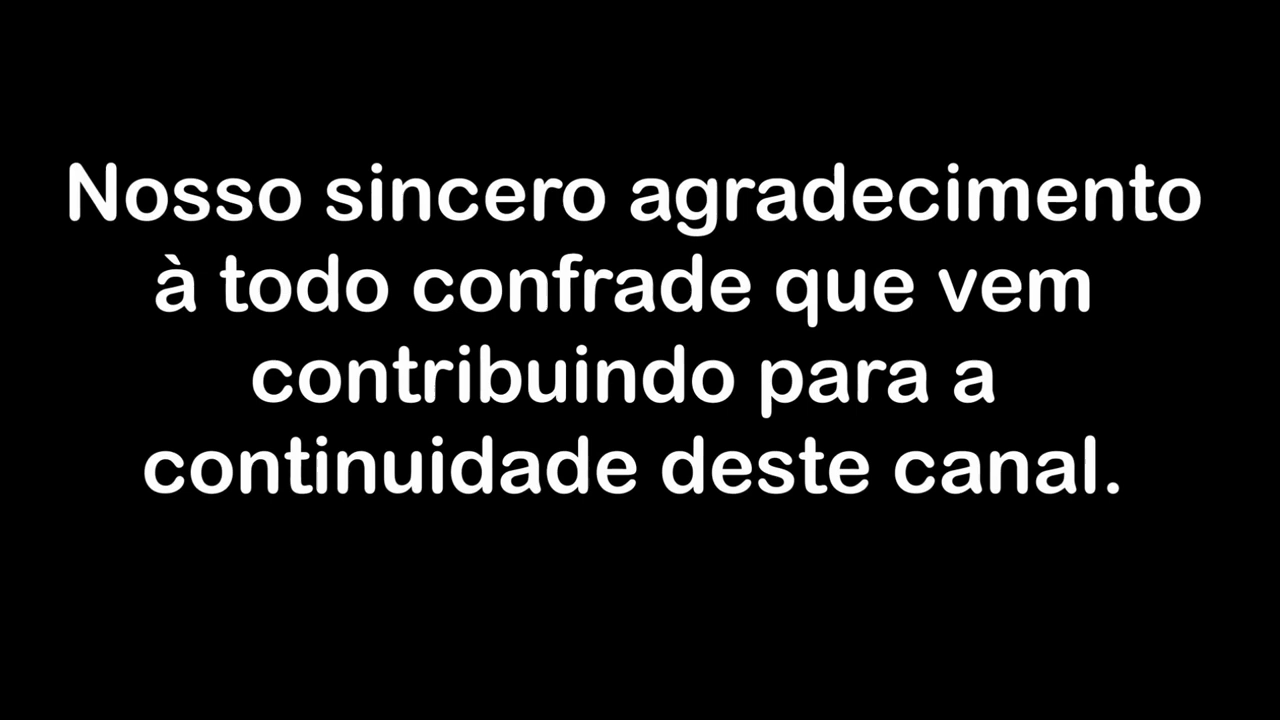 Nosso sincero agradecimento
à todo confrade que vem
contribuindo para a
continuidade deste canal.